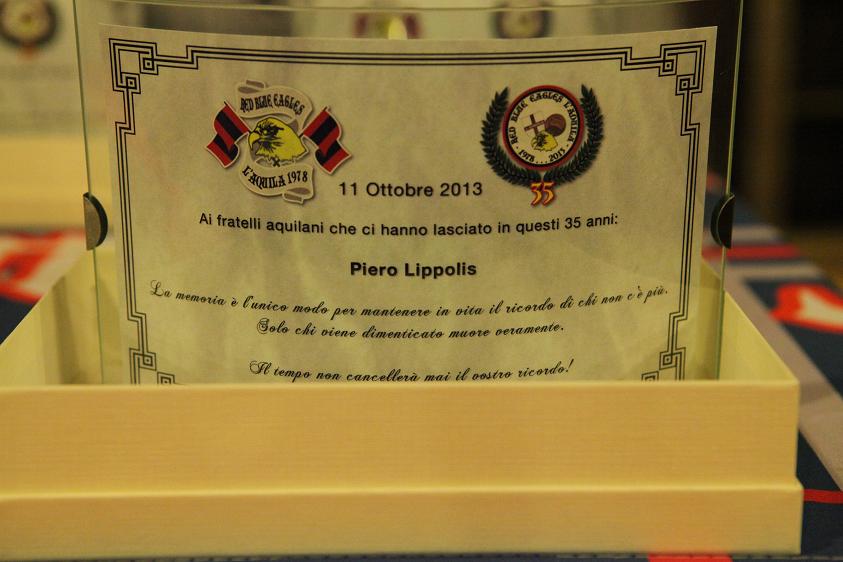 RED BLUE EAGLES
L'AQUILA 1978
RED BLUE EAGLES L'AQUILA
- 1978 ... 2013 -
35
11 Ottobre 2013
Ai fratelli aquilani che ci hanno lasciato in questi 35 anni:
Piero Lippolis
La memoria è l'unico modo per mantenere in vita il ricordo di chi non c'è più.
Solo chi viene dimenticato muore veramente.
Il tempo non cancellerà mai il vostro ricordo!